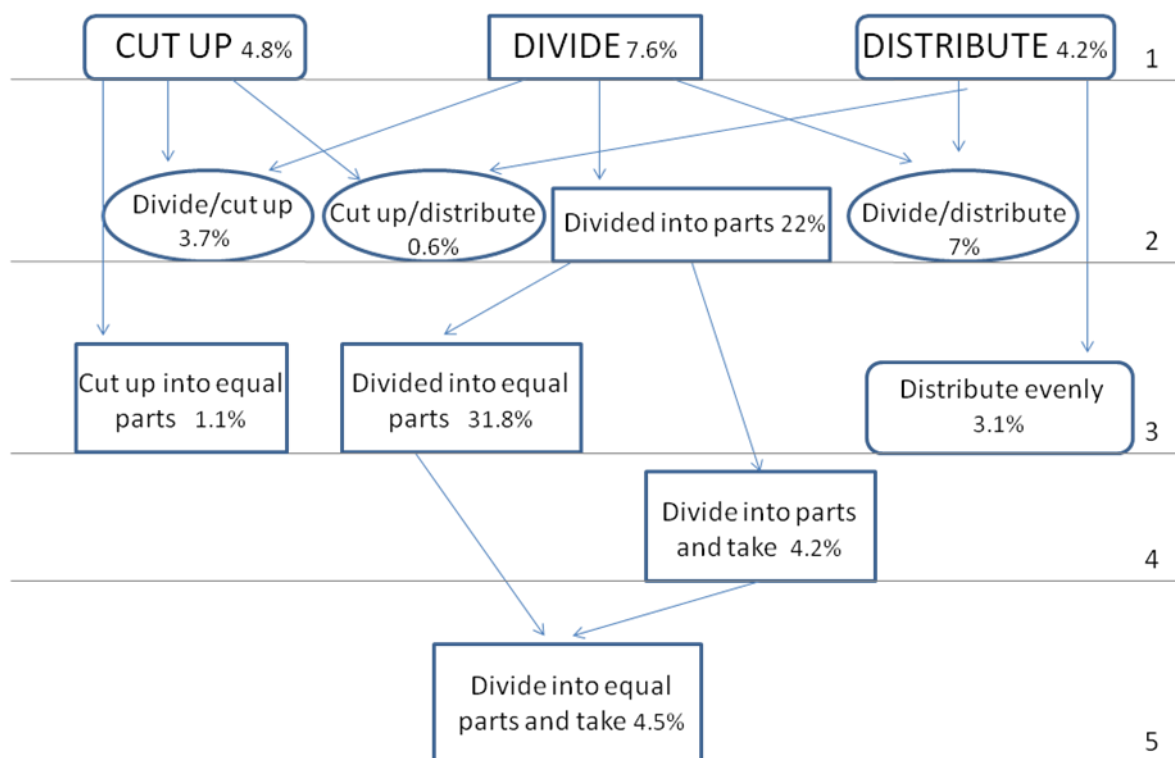 CUT UP 4.8%
DIVIDE 7.6%
DISTRIBUTE 4.2%
1
Divide/cut up
3.7%
Cut up/distribute
0.6%
Divided into parts 22%
Divide/distribute
7%
2
Cut up into equal
parts 1.1%
Divided into equal
parts 31.8%
Distribute evenly
3.1%
3
Divide into parts
and take 4.2%
4
Divide into equal
parts and take 4.5%
5